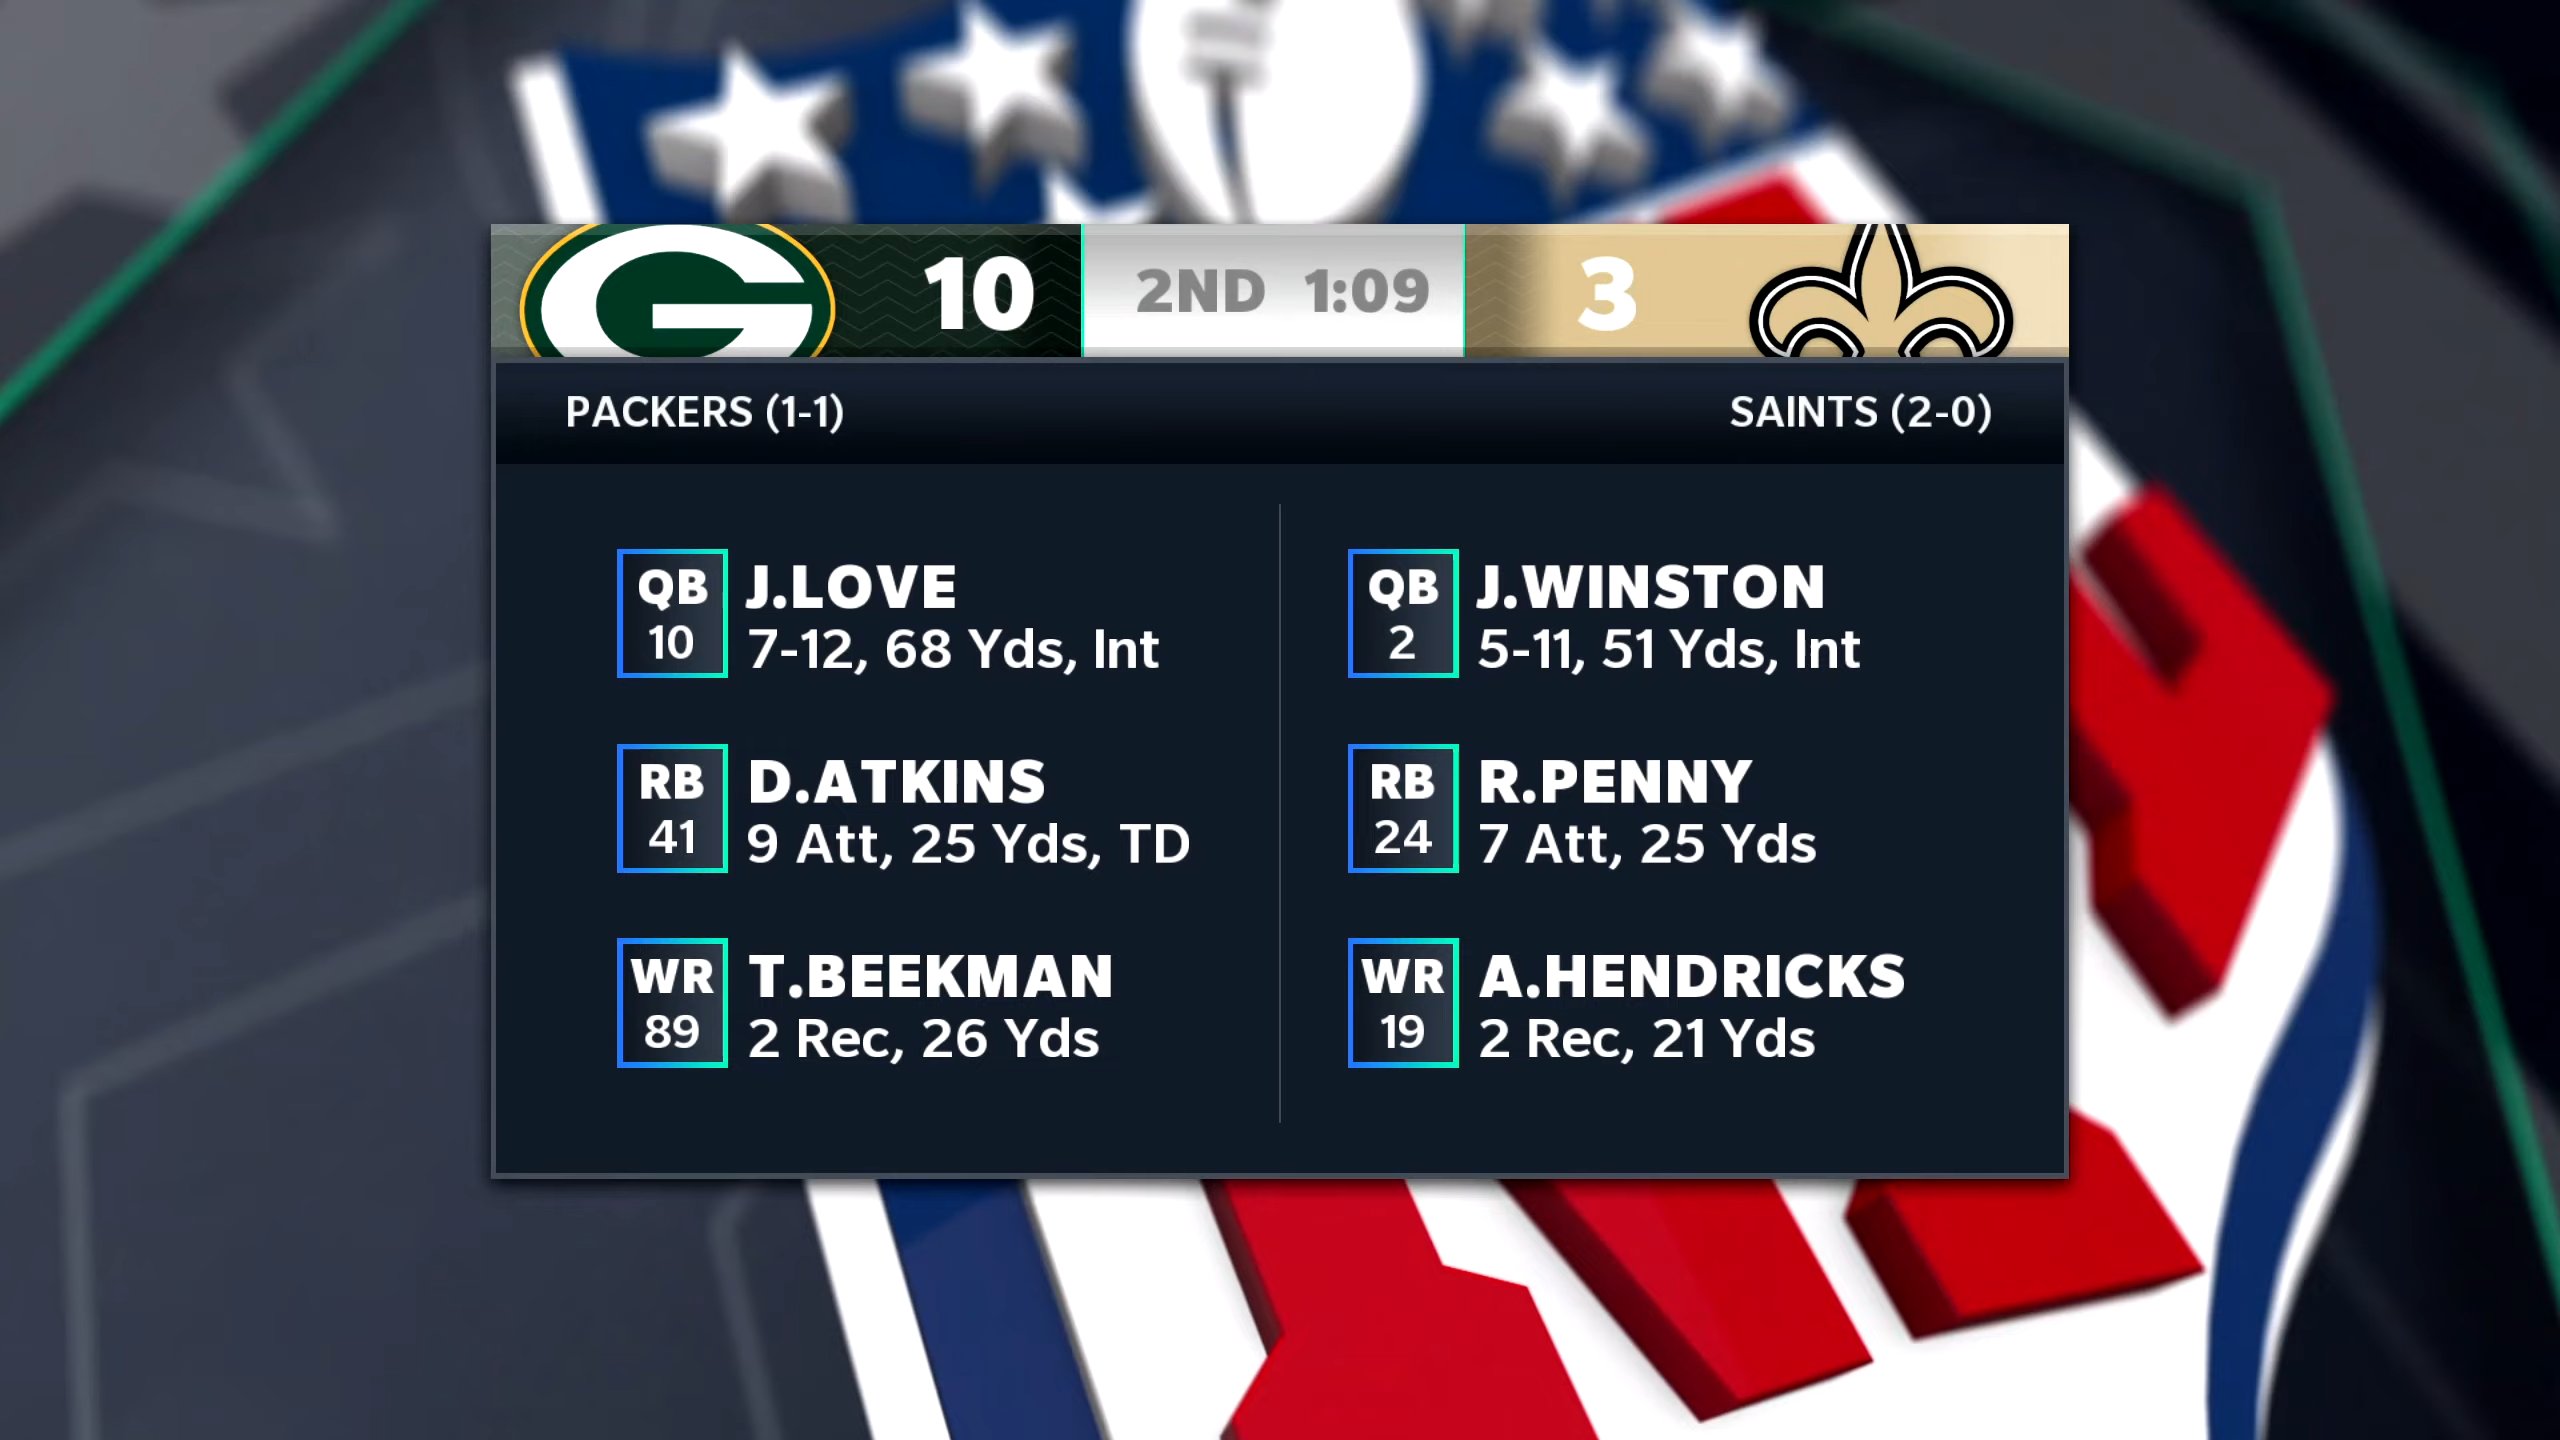 10 2ND 1:09 3
PACKERS (1-1)
SAINTS (2-0)
QB
10
J.LOVE
7-12, 68 Yds, Int
RB
41
D.ATKINS
9 Att, 25 Yds, TD
WR
89
T.BEEKMAN
2 Rec, 26 Yds
QB
2
J.WINSTON
5-11, 51 Yds, Int
RB
24
R.PENNY
7 Att, 25 Yds
WR
19
A.HENDRICKS
2 Rec, 21 Yds